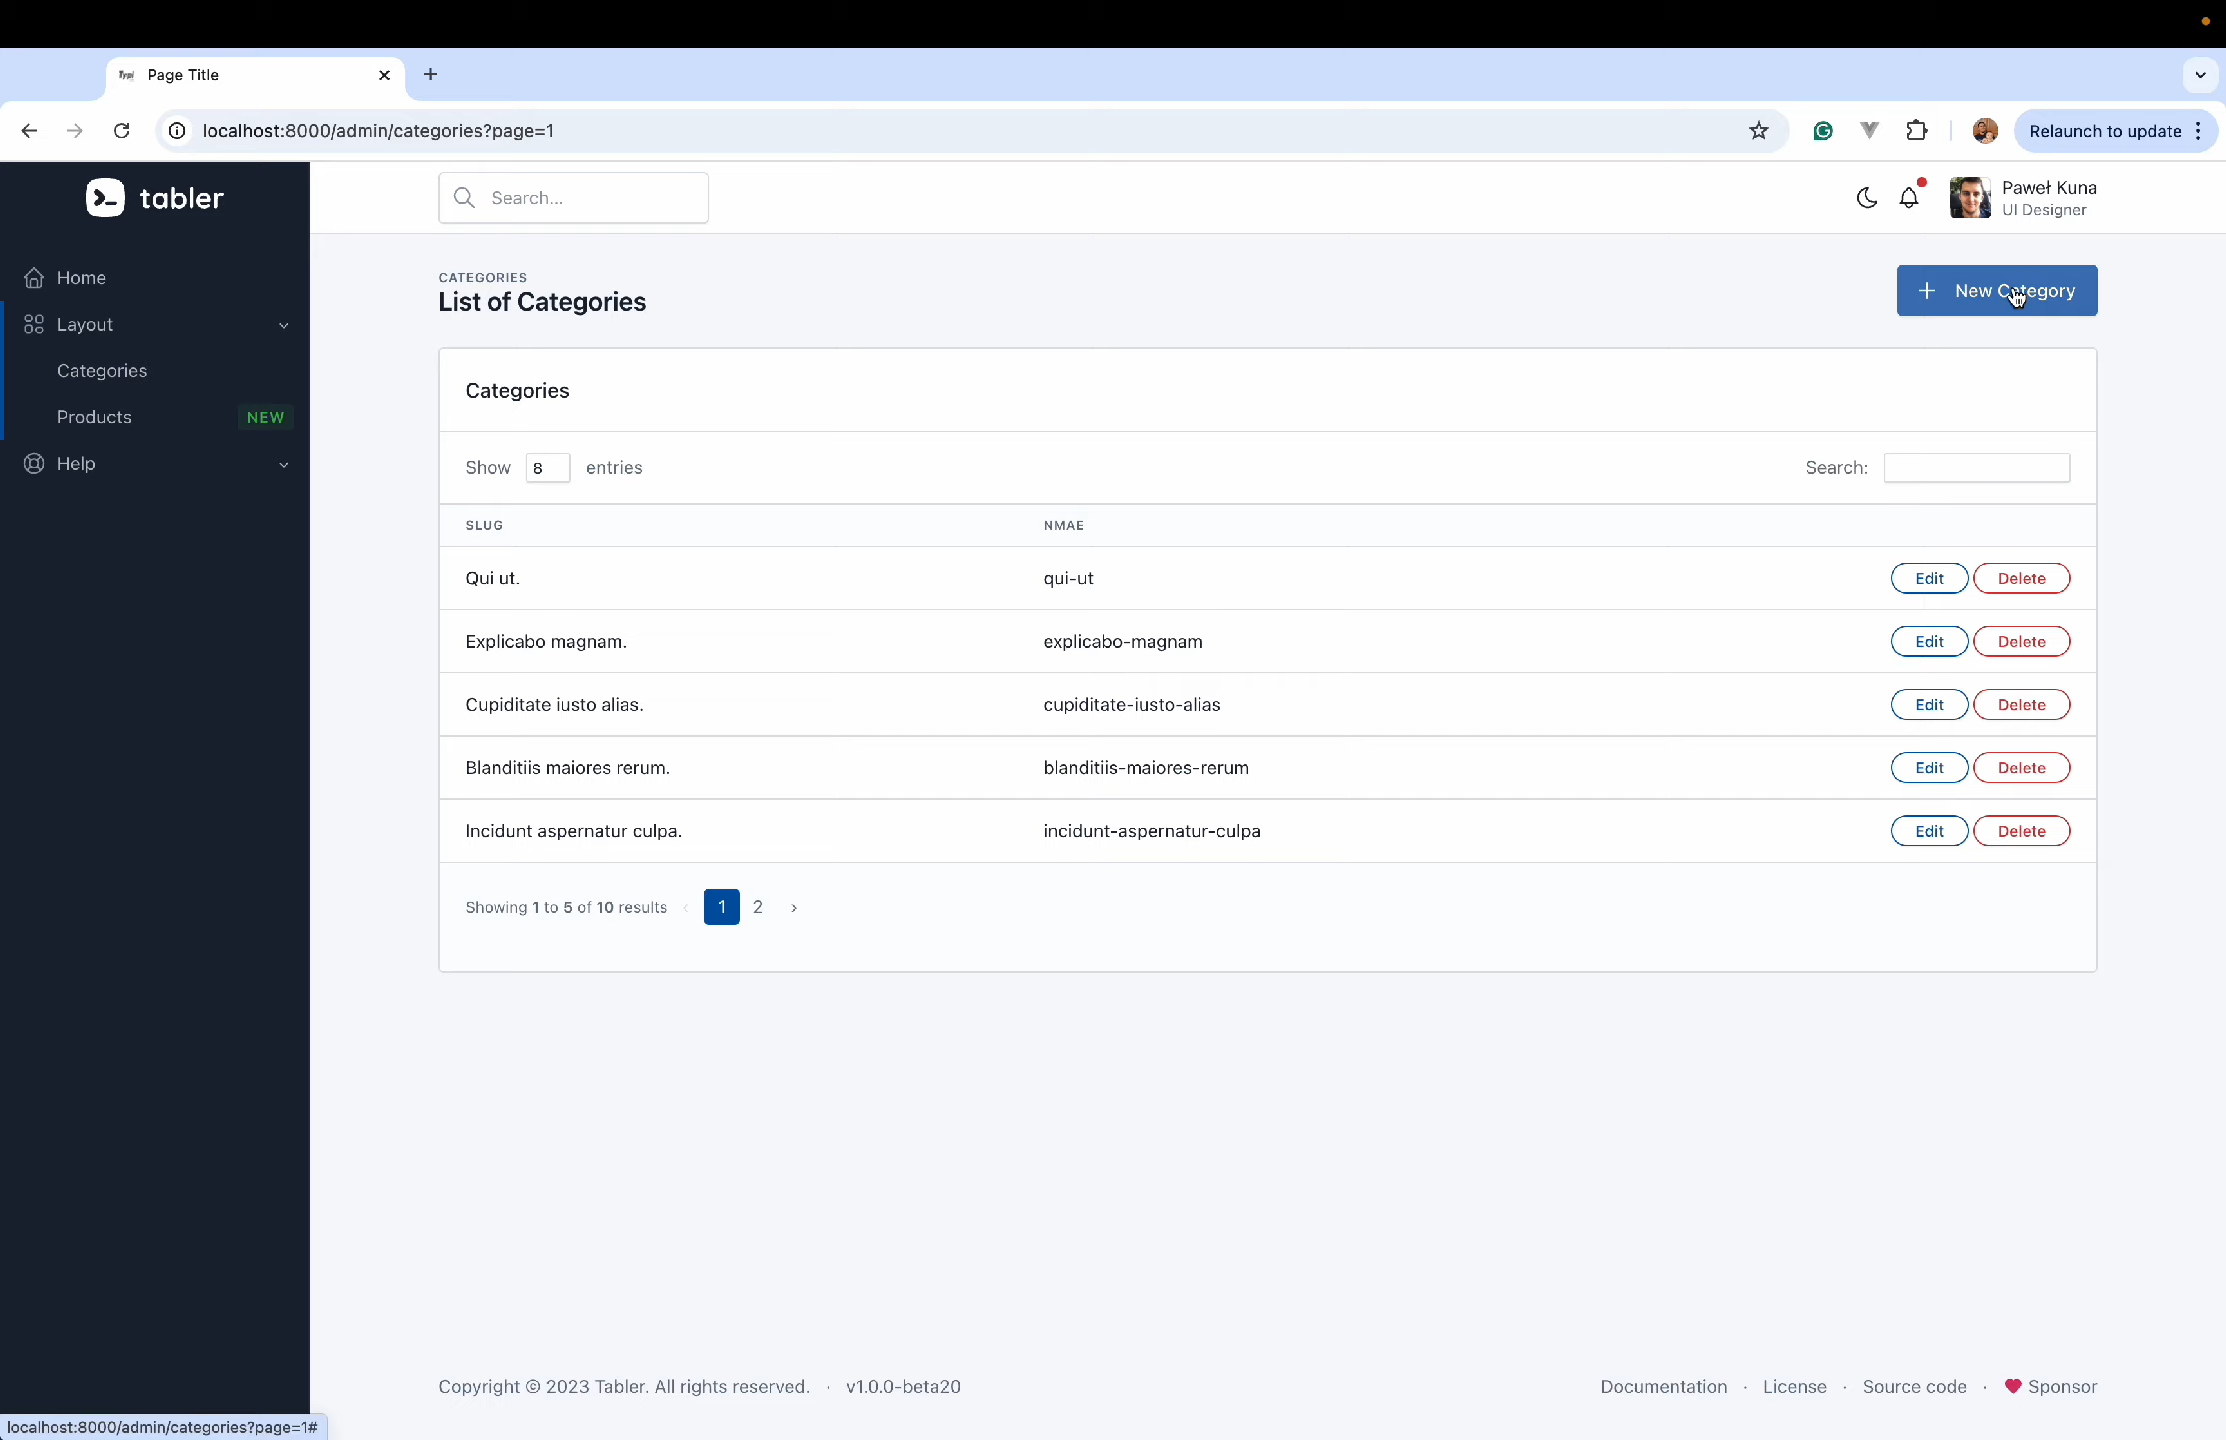 Page Title
localhost:8000/admin/categories?page=1
Relaunch to update
tabler
Search...
Paweł Kuna
UI Designer
Home
Layout
Categories
Products NEW
Help
CATEGORIES
List of Categories
New Category
Categories
Show 8 entries
Search:
SLUG NMAE
Qui ut. qui-ut Edit Delete
Explicabo magnam. explicabo-magnam Edit Delete
Cupiditate iusto alias. cupiditate-iusto-alias Edit Delete
Blanditiis maiores rerum. blanditiis-maiores-rerum Edit Delete
Incidunt aspernatur culpa. incidunt-aspernatur-culpa Edit Delete
Showing 1 to 5 of 10 results ‹ 1 2 ›
Copyright © 2023 Tabler. All rights reserved. · v1.0.0-beta20
Documentation · License · Source code · Sponsor
localhost:8000/admin/categories?page=1#